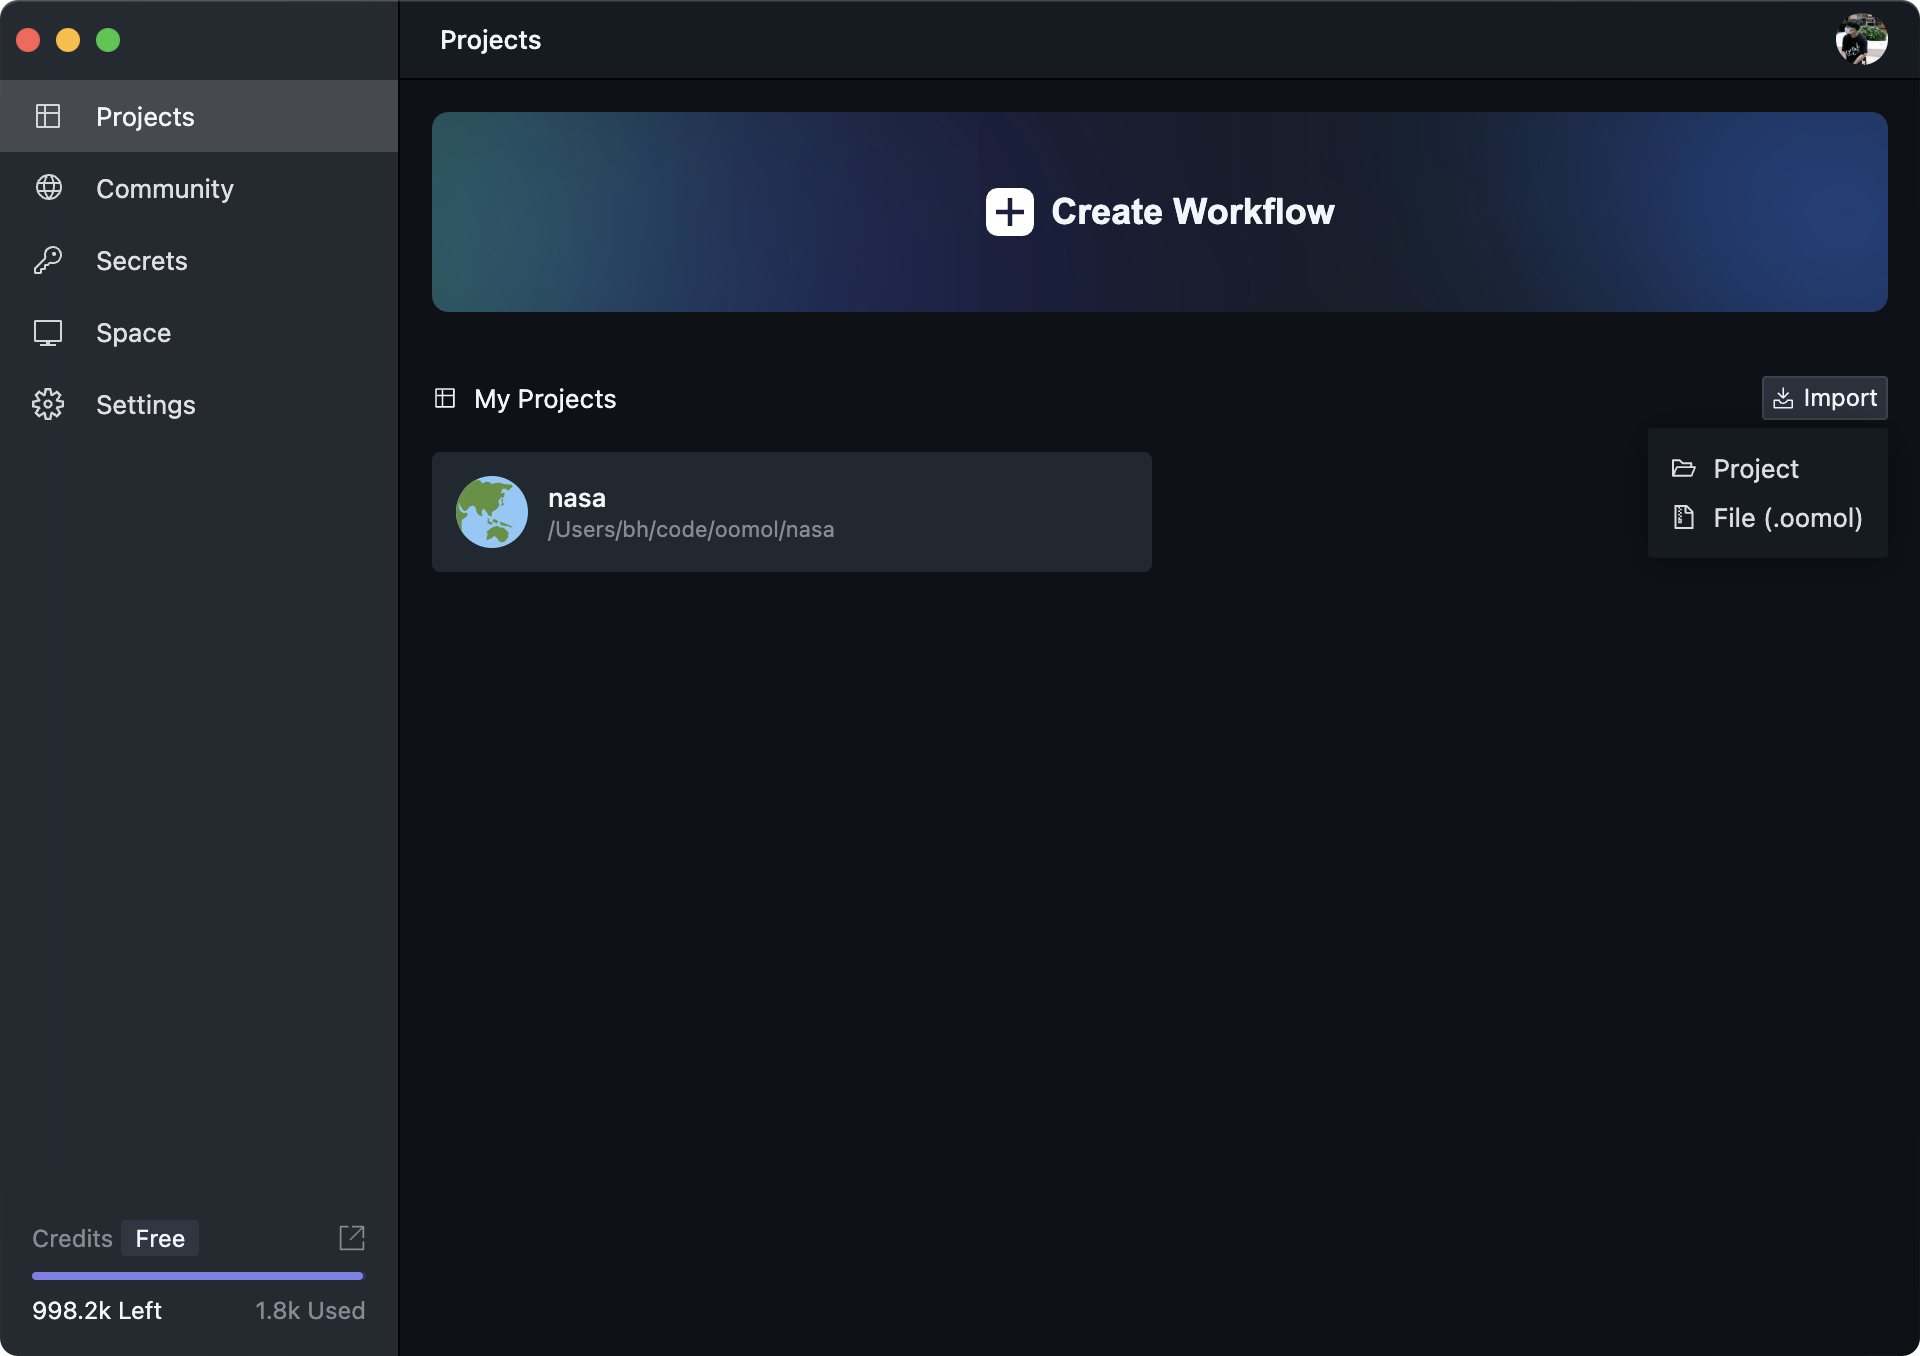 Projects
Projects
Community
Secrets
Space
Settings
Create Workflow
My Projects
Import
Project
File (.oomol)
nasa
/Users/bh/code/oomol/nasa
Credits Free
998.2k Left 1.8k Used